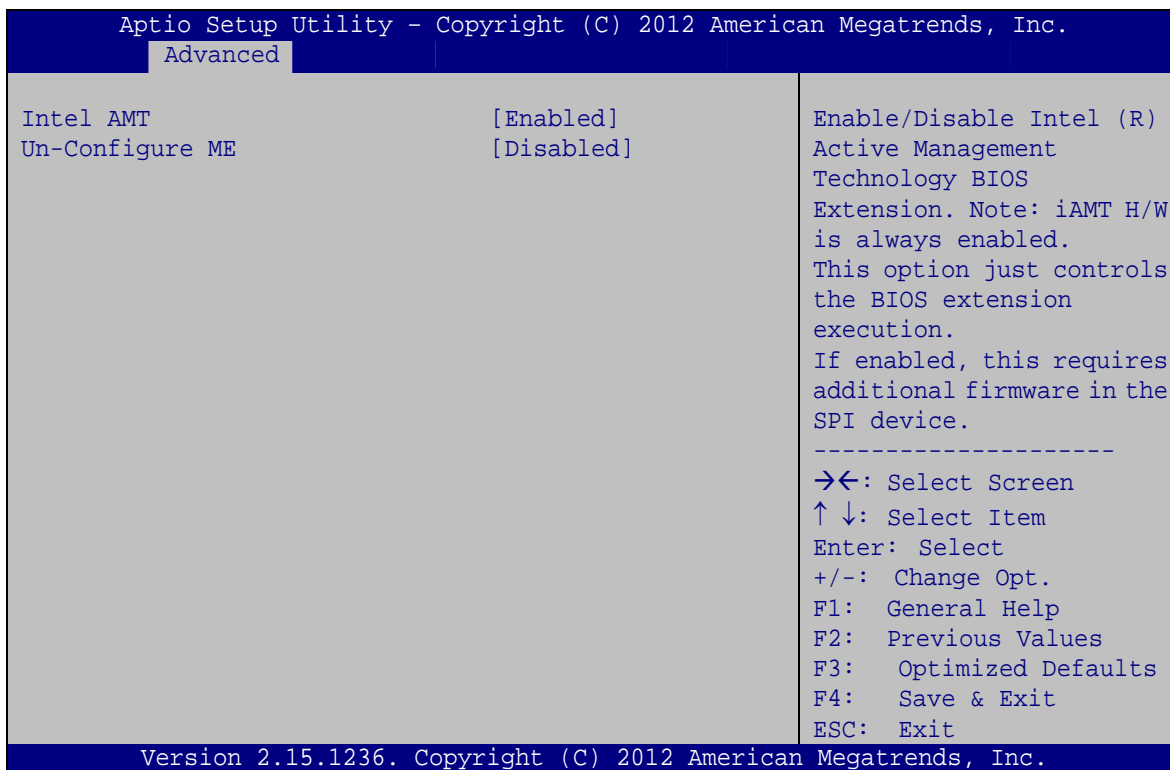 Aptio Setup Utility – Copyright (C) 2012 American Megatrends, Inc.
Advanced
Intel AMT [Enabled]
Un-Configure ME [Disabled]
Enable/Disable Intel (R)
Active Management
Technology BIOS
Extension. Note: iAMT H/W
is always enabled.
This option just controls
the BIOS extension
execution.
If enabled, this requires
additional firmware in the
SPI device.
---------------------
→←: Select Screen
↑ ↓: Select Item
Enter: Select
+/-: Change Opt.
F1: General Help
F2: Previous Values
F3: Optimized Defaults
F4: Save & Exit
ESC: Exit
Version 2.15.1236. Copyright (C) 2012 American Megatrends, Inc.